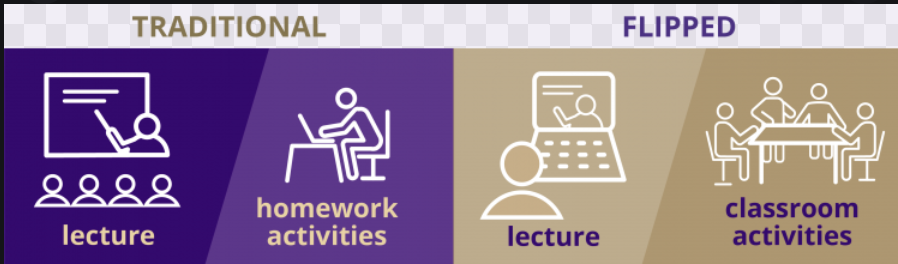 TRADITIONAL
FLIPPED
lecture
homework
activities
lecture
classroom
activities